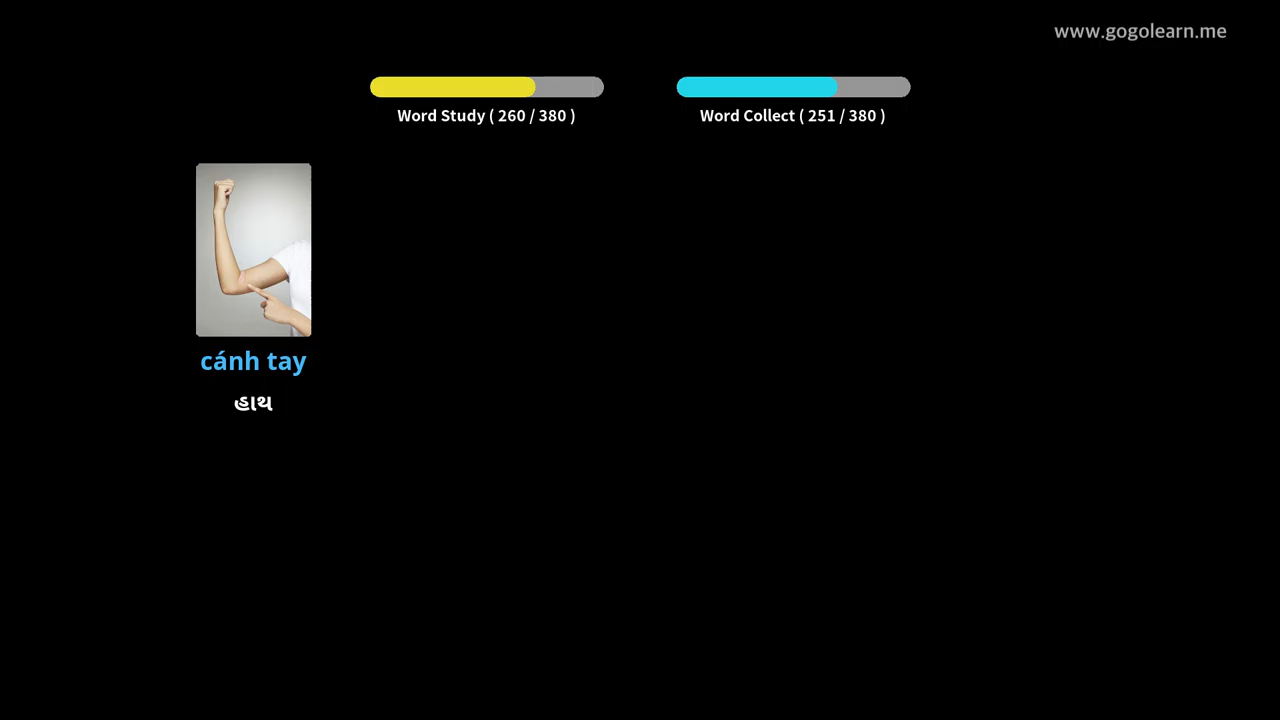 www.gogolearn.me
Word Study ( 260 / 380 )
Word Collect ( 251 / 380 )
cánh tay
હાથ